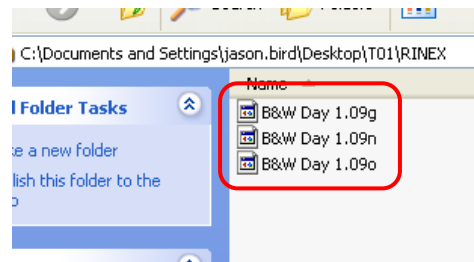 C:\Documents and Settings\jason.bird\Desktop\T01\RINEX
Name
Folder Tasks
e a new folder
lish this folder to the
B&W Day 1.09g
B&W Day 1.09n
B&W Day 1.09o